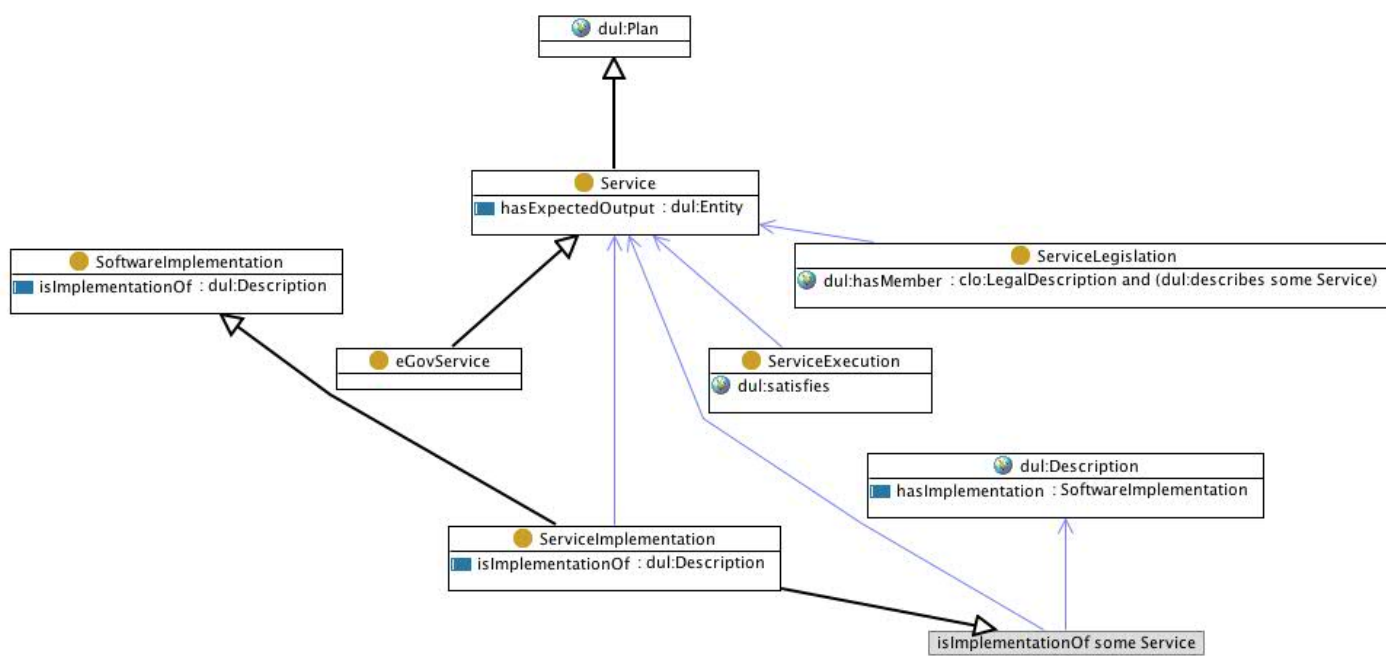 dul:Plan
Service
hasExpectedOutput : dul:Entity
ServiceLegislation
dul:hasMember : clo:LegalDescription and (dul:describes some Service)
SoftwareImplementation
isImplementationOf : dul:Description
eGovService
ServiceExecution
dul:satisfies
dul:Description
hasImplementation : SoftwareImplementation
ServiceImplementation
isImplementationOf : dul:Description
isImplementationOf some Service